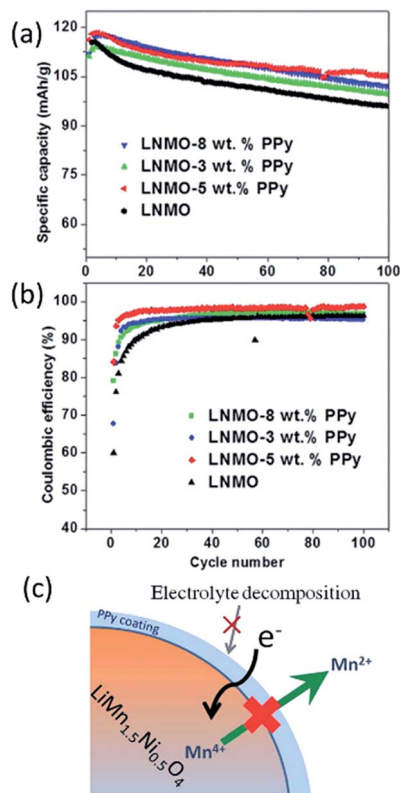 (a)
Specific capacity (mAh/g)
120
105
90
75
60
LNMO-8 wt. % PPy
LNMO-3 wt. % PPy
LNMO-5 wt.% PPy
LNMO
0
20
40
60
80
100
(b)
Coulombic efficiency (%)
100
90
80
70
60
50
40
LNMO-8 wt.% PPy
LNMO-3 wt.% PPy
LNMO-5 wt. % PPy
LNMO
0
20
40
60
80
100
Cycle number
(c)
Electrolyte decomposition
PPy coating
e⁻
Mn²⁺
Mn⁴⁺
LiMn₁.₅Ni₀.₅O₄